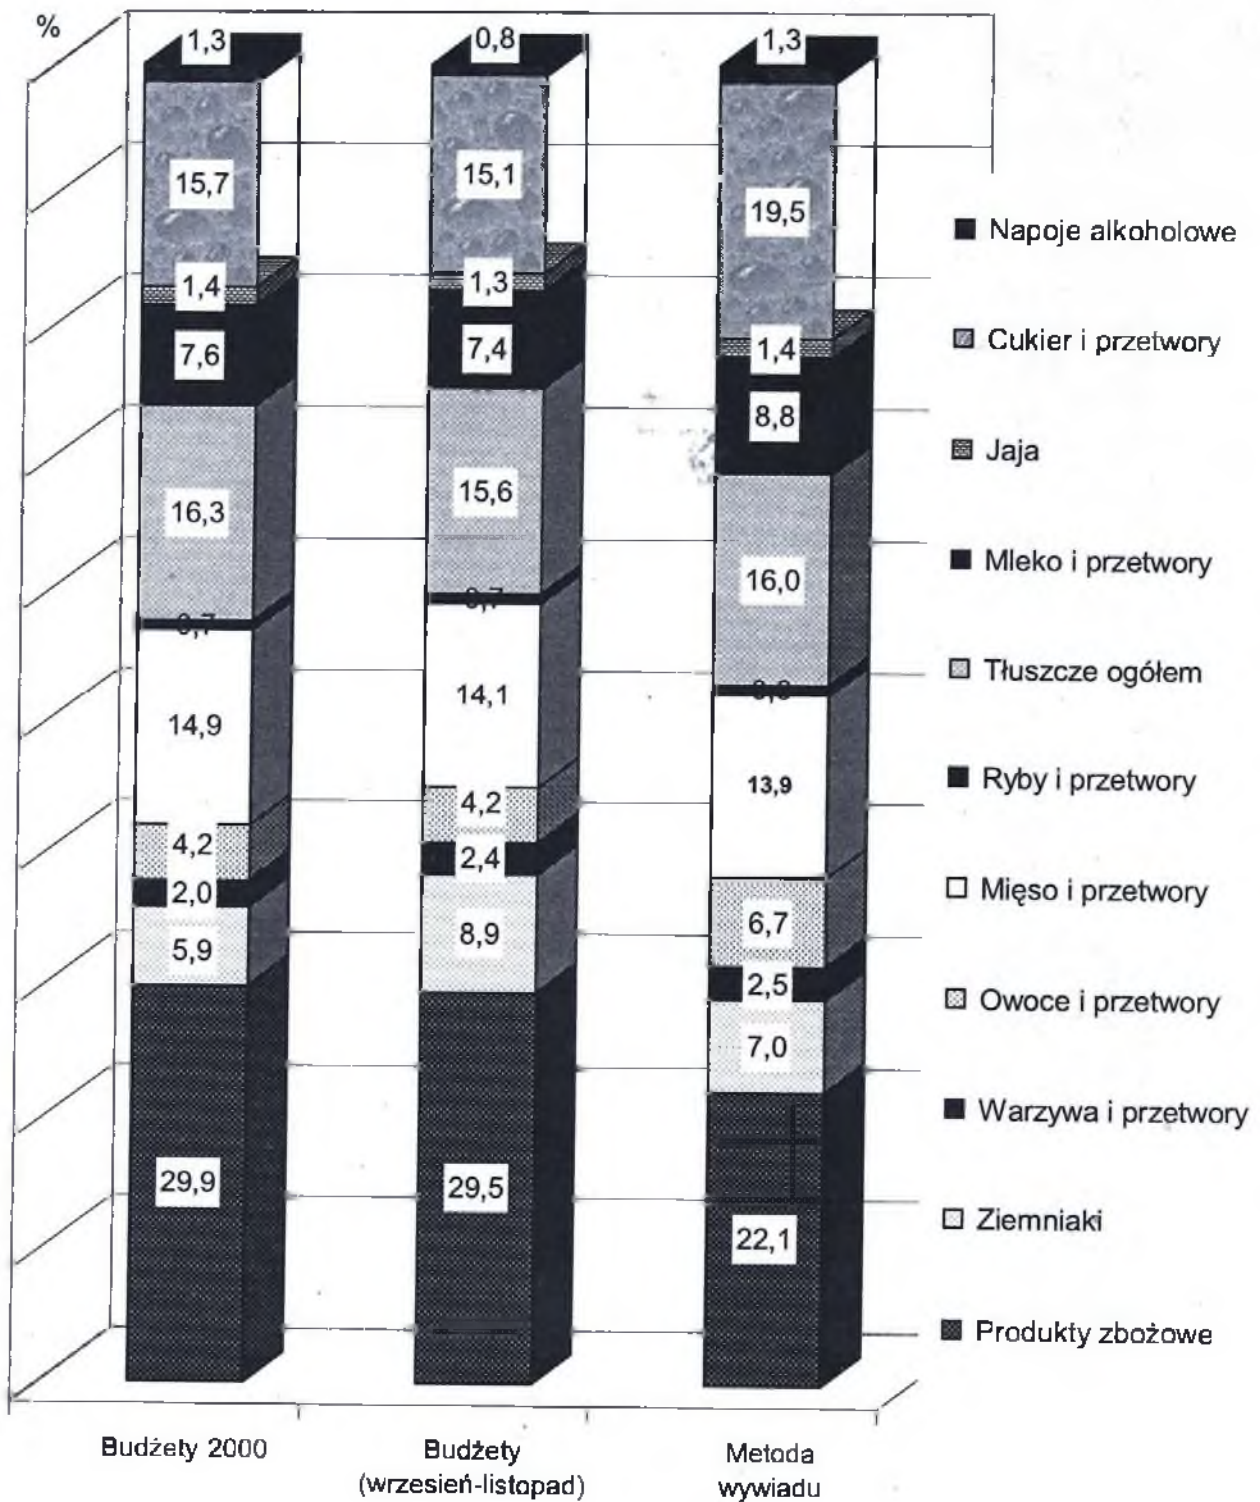 %
1,3
15,7
1,4
7,6
16,3
0,7
14,9
4,2
2,0
5,9
29,9
0,8
15,1
1,3
7,4
15,6
0,7
14,1
4,2
2,4
8,9
29,5
1,3
19,5
1,4
8,8
16,0
13,9
6,7
2,5
7,0
22,1
Napoje alkoholowe
Cukier i przetwory
Jaja
Mleko i przetwory
Tłuszcze ogółem
Ryby i przetwory
Mięso i przetwory
Owoce i przetwory
Warzywa i przetwory
Ziemniaki
Produkty zbożowe
Budżety 2000
Budżety
(wrzesień-listopad)
Metoda
wywiadu